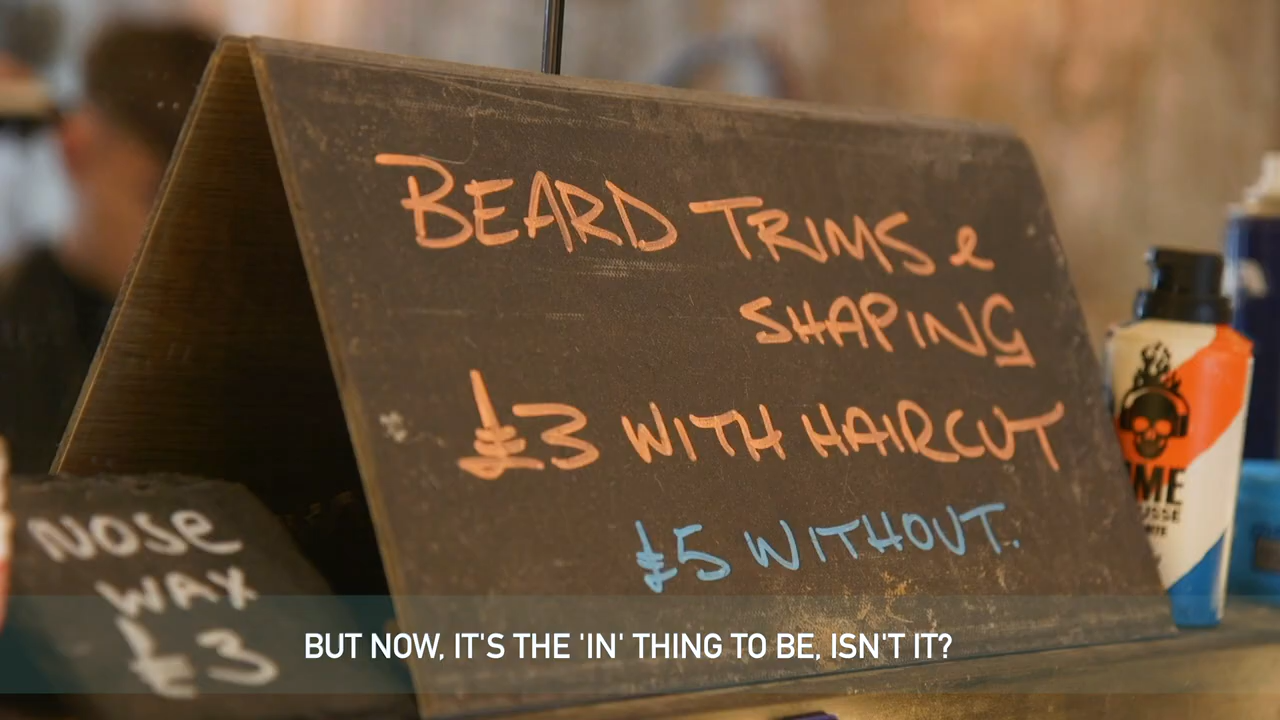 BEARD TRIMS &
SHAPING
£3 WITH HAIRCUT
£5 WITHOUT.
NOSE
WAX
£3
BUT NOW, IT'S THE 'IN' THING TO BE, ISN'T IT?